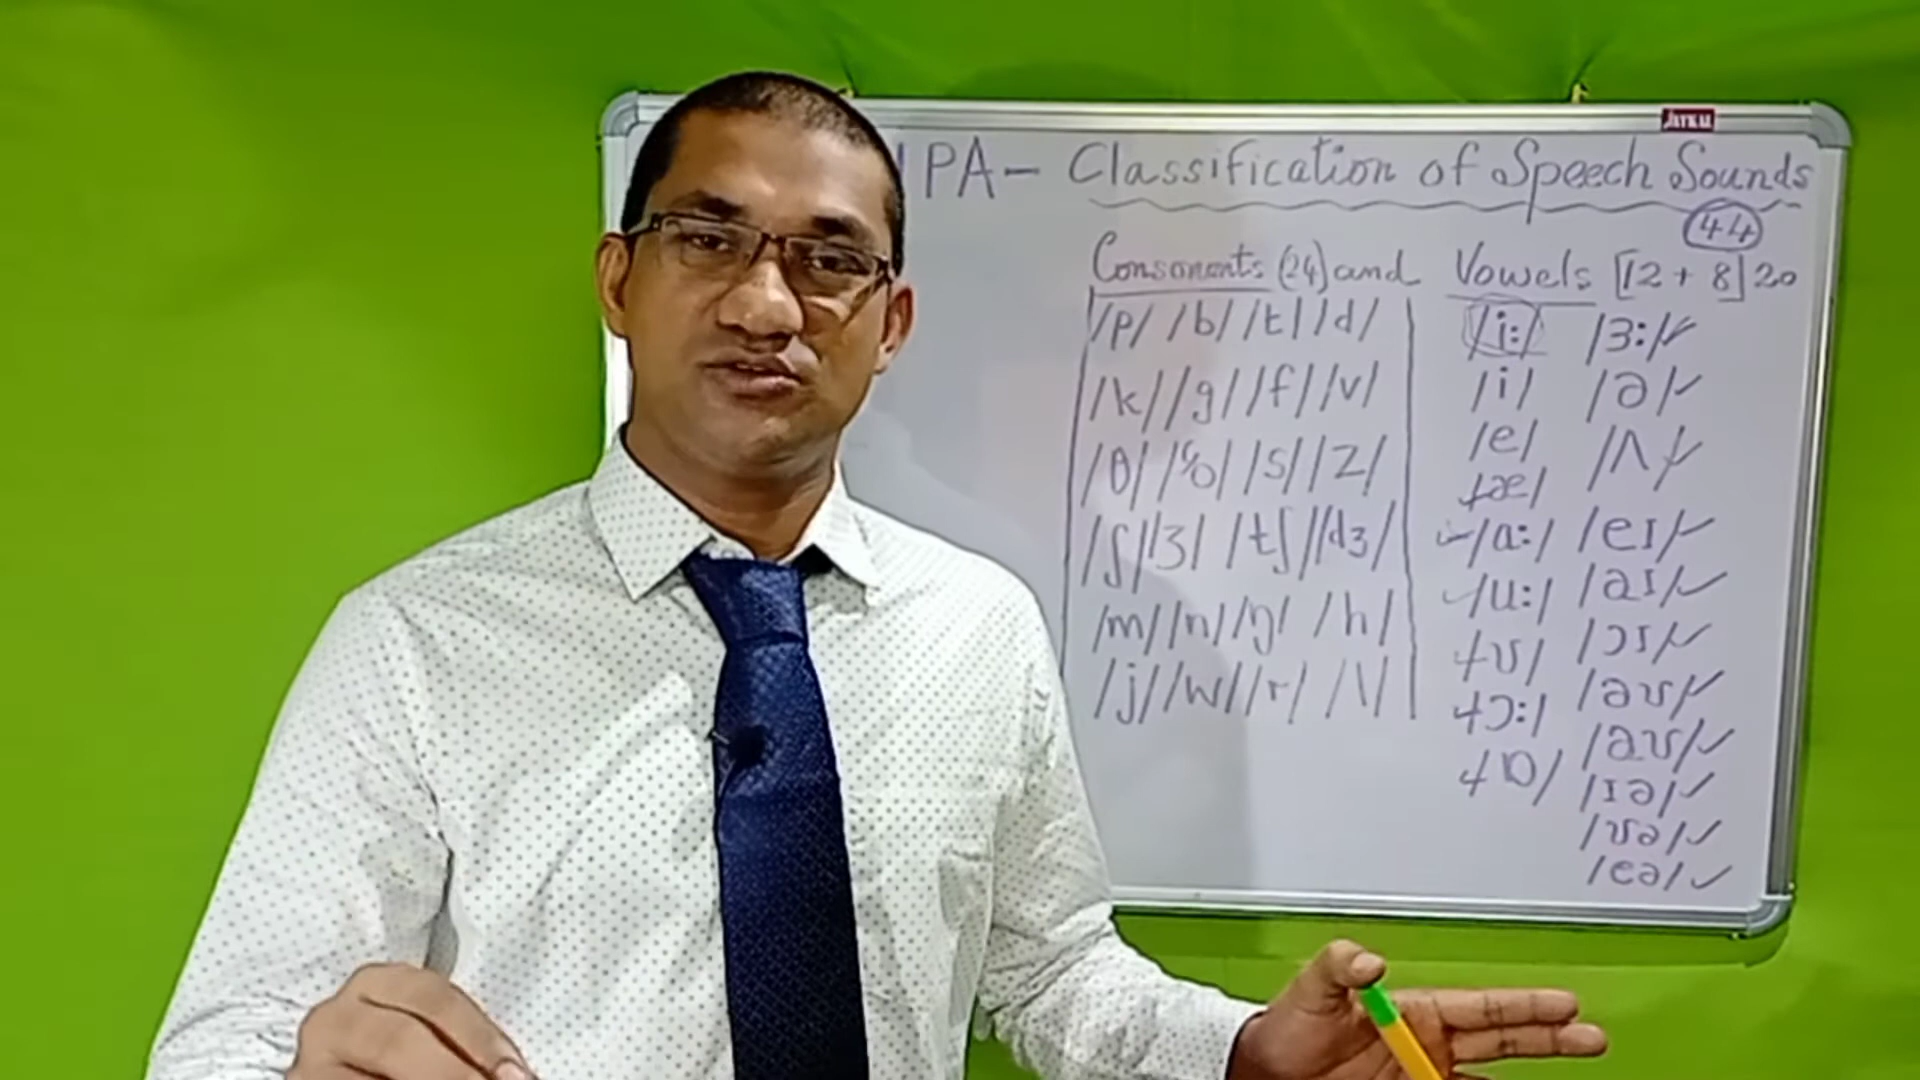 JAYKAL
IPA - Classification of Speech Sounds
44
Consonants (24) and Vowels [12 + 8] 20
/p/ /b/ /t/ /d/
/k/ /g/ /f/ /v/
/θ/ /ð/ /s/ /z/
/ʃ/ /ʒ/ /tʃ/ /dʒ/
/m/ /n/ /ŋ/ /h/
/j/ /w/ /r/ /l/
/i:/
/i/
/e/
/æ/
/ɑ:/
/u:/
/ʊ/
/ɔ:/
/ɒ/
/ɜ:/
/ə/
/ʌ/
/eɪ/
/aɪ/
/ɔɪ/
/əʊ/
/aʊ/
/ɪə/
/ʊə/
/eə/